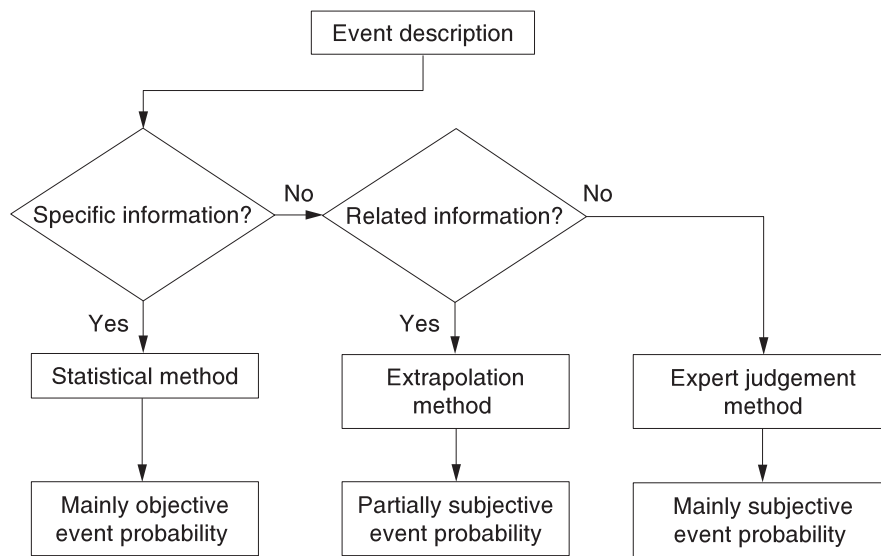 Event description
Specific information?
No
Related information?
No
Yes
Yes
Statistical method
Extrapolation
method
Expert judgement
method
Mainly objective
event probability
Partially subjective
event probability
Mainly subjective
event probability